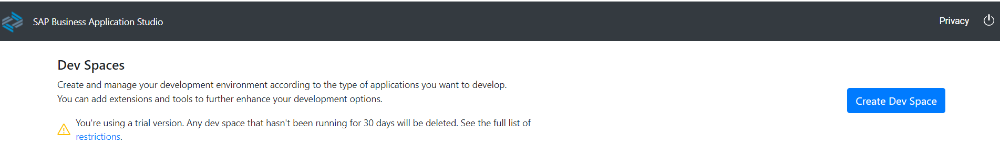 SAP Business Application Studio
Privacy
Dev Spaces
Create and manage your development environment according to the type of applications you want to develop.
You can add extensions and tools to further enhance your development options.
Create Dev Space
You're using a trial version. Any dev space that hasn't been running for 30 days will be deleted. See the full list of
restrictions.